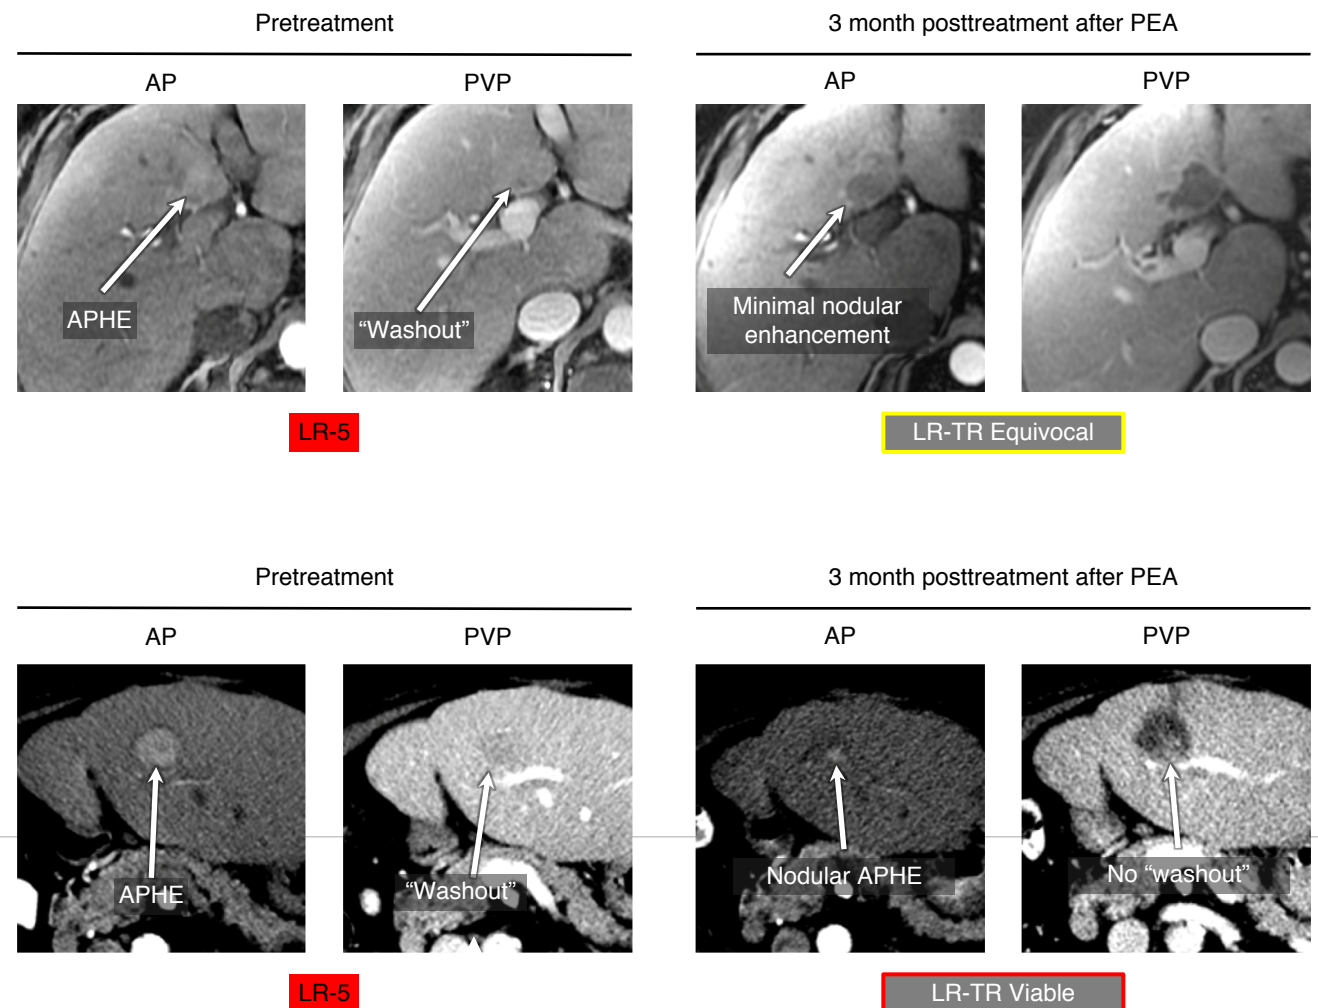 Pretreatment
3 month posttreatment after PEA
AP
PVP
AP
PVP
APHE
“Washout”
Minimal nodular
enhancement
LR-5
LR-TR Equivocal
Pretreatment
3 month posttreatment after PEA
AP
PVP
AP
PVP
APHE
“Washout”
Nodular APHE
No “washout”
LR-5
LR-TR Viable